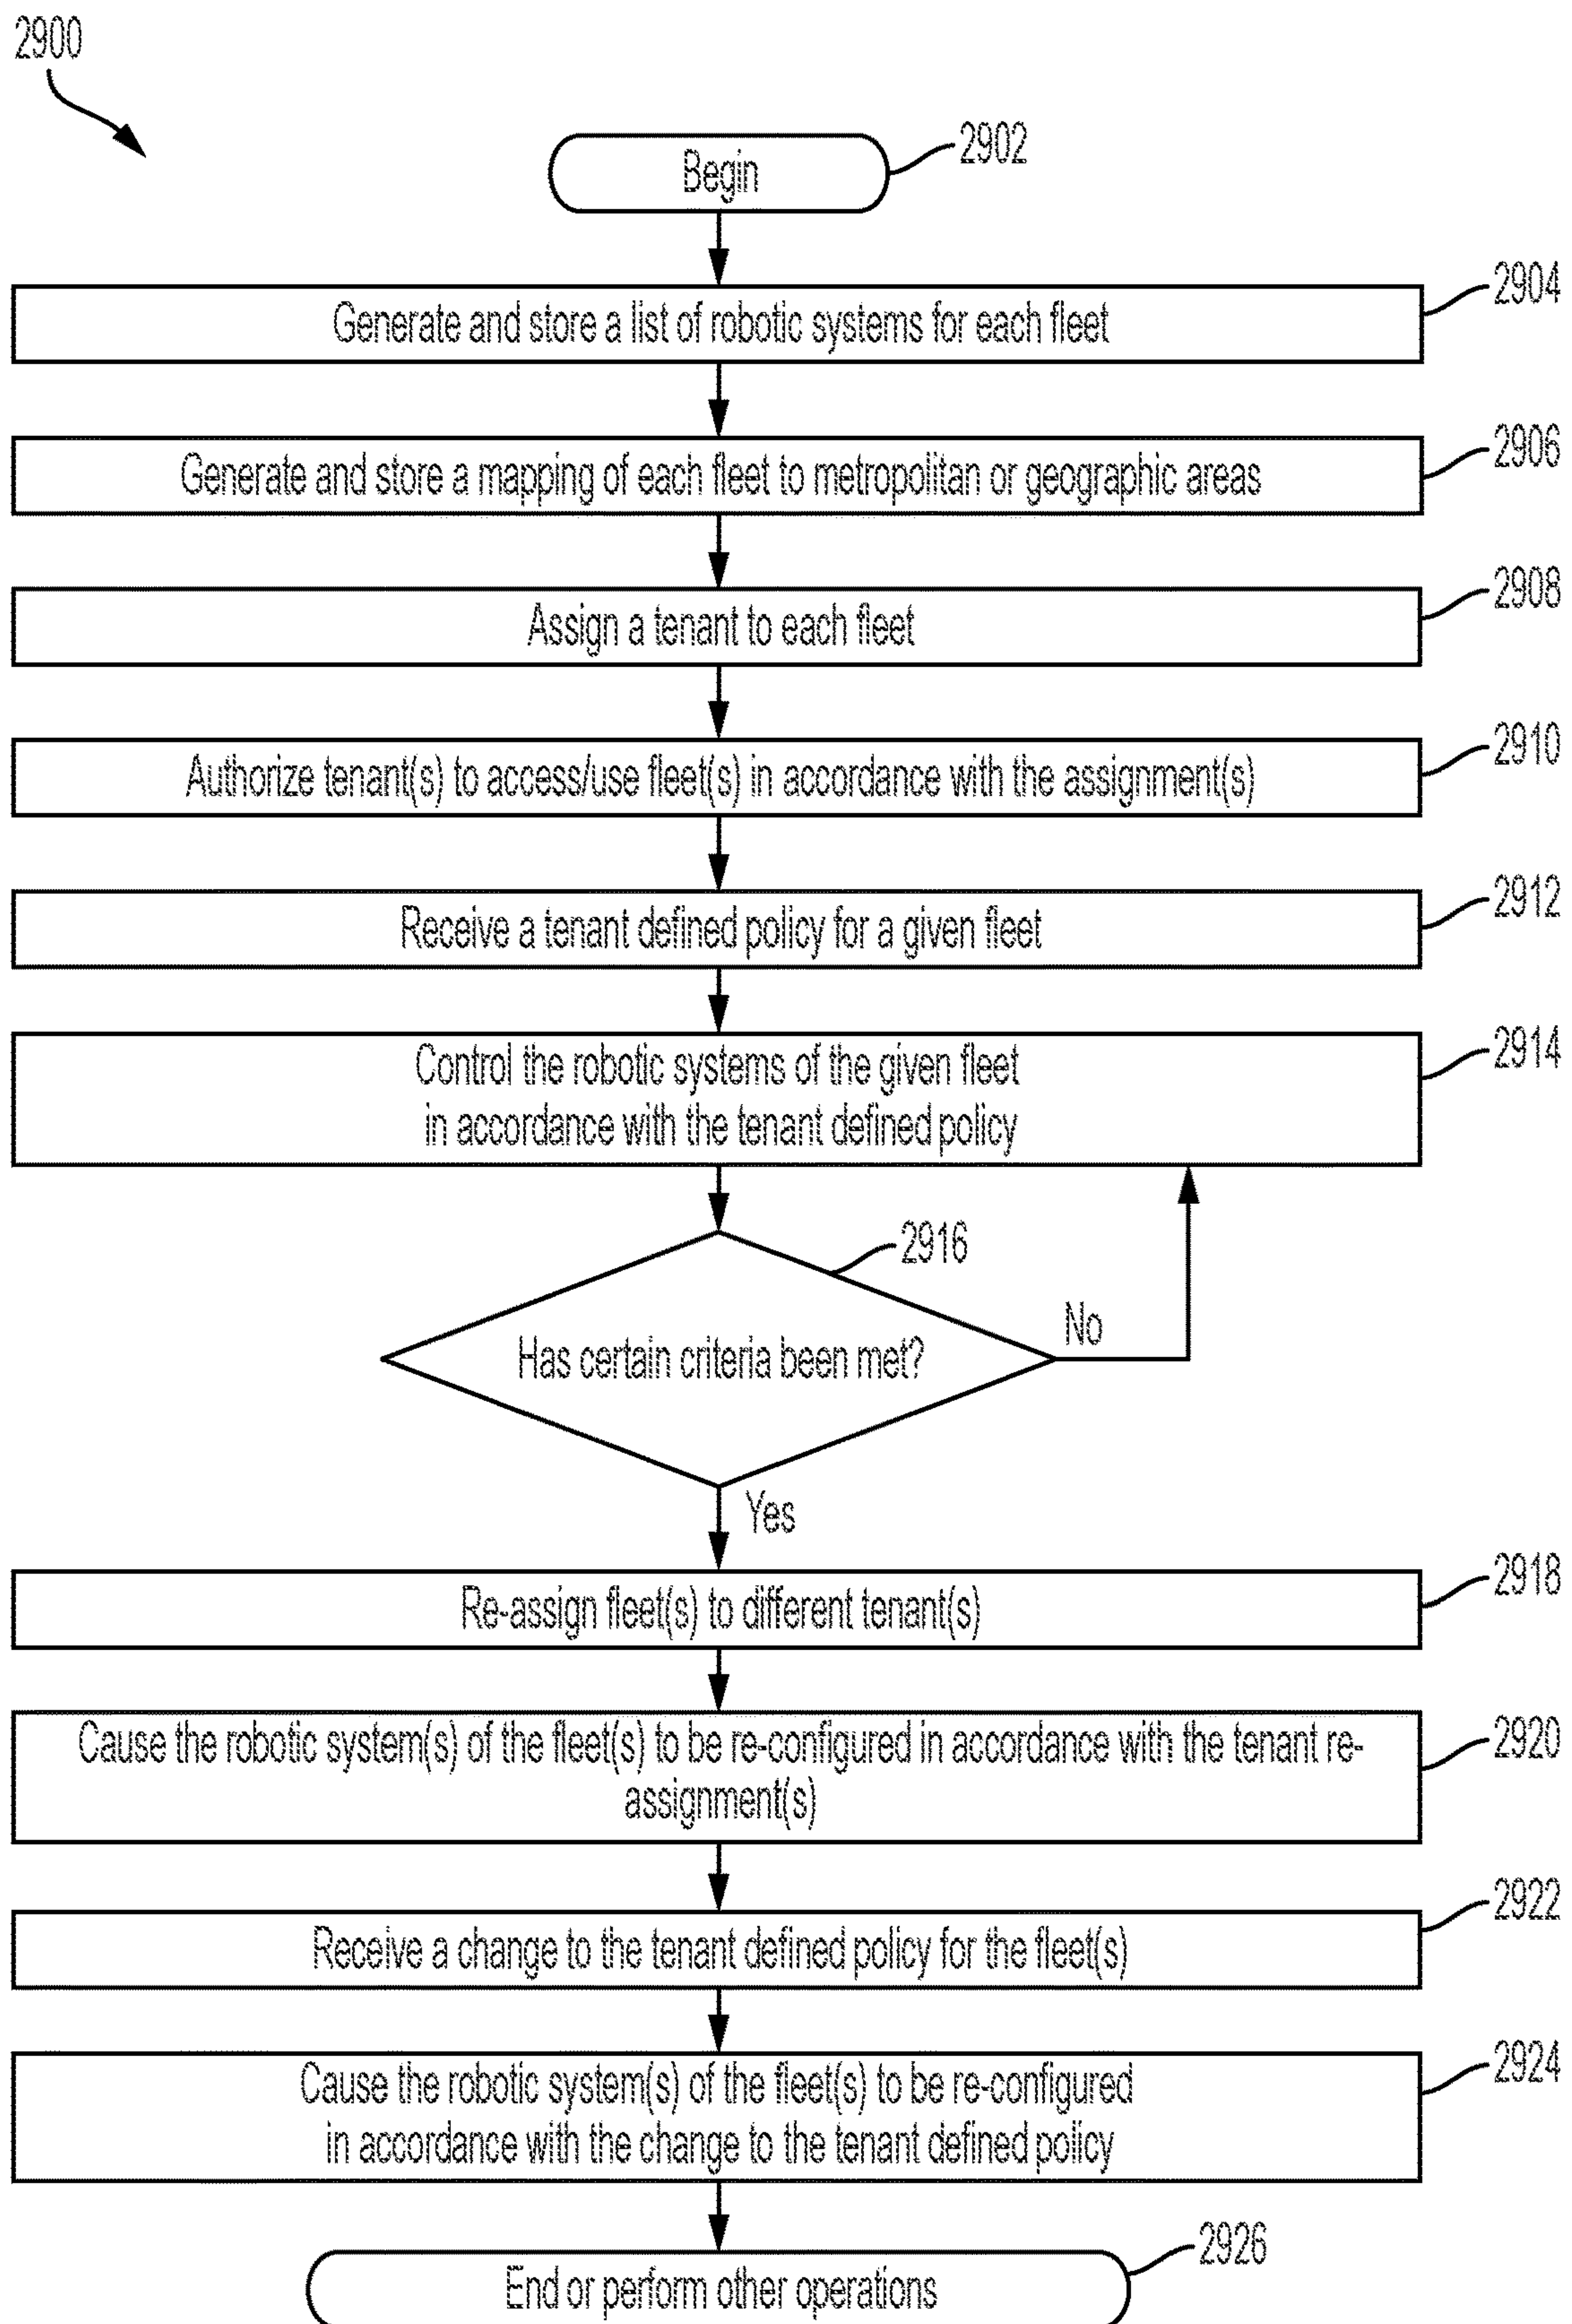 2900
Begin
2902
2904
Generate and store a list of robotic systems for each fleet
2906
Generate and store a mapping of each fleet to metropolitan or geographic areas
2908
Assign a tenant to each fleet
2910
Authorize tenant(s) to access/use fleet(s) in accordance with the assignment(s)
2912
Receive a tenant defined policy for a given fleet
2914
Control the robotic systems of the given fleet
in accordance with the tenant defined policy
2916
Has certain criteria been met?
No
Yes
2918
Re-assign fleet(s) to different tenant(s)
2920
Cause the robotic system(s) of the fleet(s) to be re-configured in accordance with the tenant re-
assignment(s)
2922
Receive a change to the tenant defined policy for the fleet(s)
2924
Cause the robotic system(s) of the fleet(s) to be re-configured
in accordance with the change to the tenant defined policy
2926
End or perform other operations